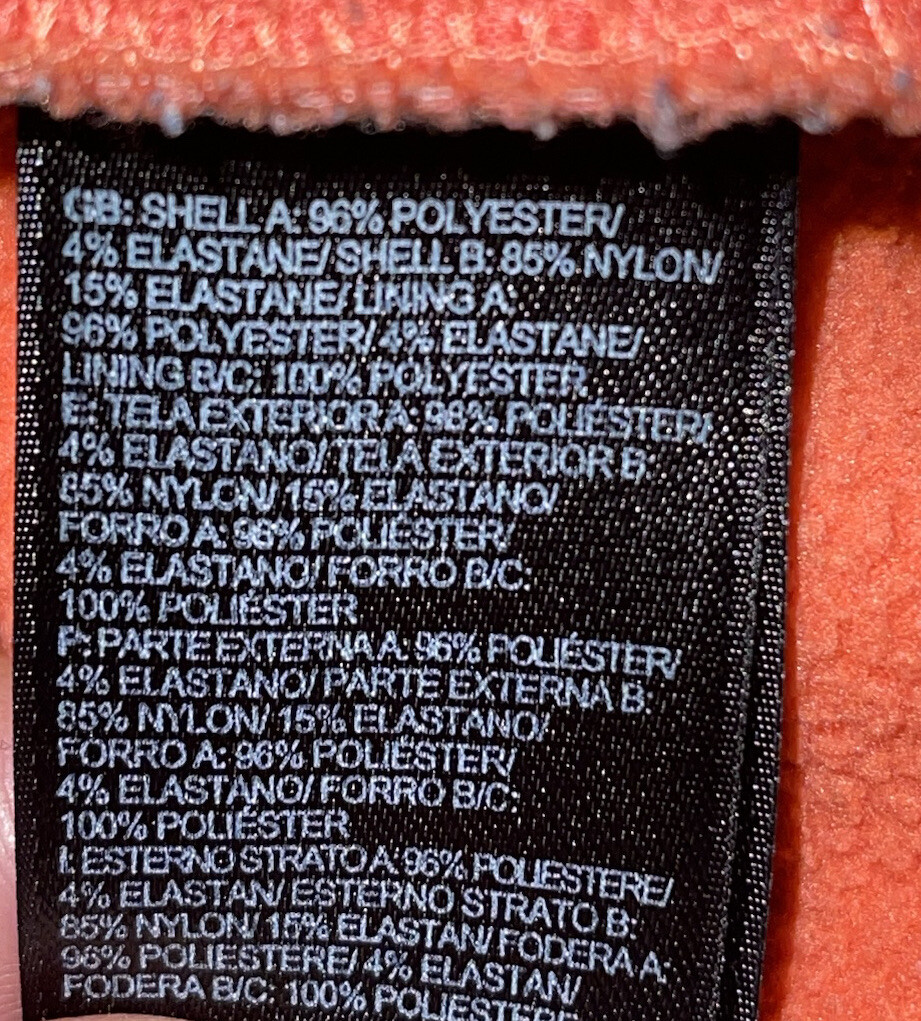 GB: SHELL A: 96% POLYESTER/
4% ELASTANE/ SHELL B: 85% NYLON/
15% ELASTANE/ LINING A:
96% POLYESTER/ 4% ELASTANE/
LINING B/C: 100% POLYESTER
E: TELA EXTERIOR A: 96% POLIÉSTER/
4% ELASTANO/ TELA EXTERIOR B:
85% NYLON/ 15% ELASTANO/
FORRO A: 96% POLIÉSTER/
4% ELASTANO/ FORRO B/C:
100% POLIÉSTER
P: PARTE EXTERNA A: 96% POLIÉSTER/
4% ELASTANO/ PARTE EXTERNA B:
85% NYLON/ 15% ELASTANO/
FORRO A: 96% POLIÉSTER/
4% ELASTANO/ FORRO B/C:
100% POLIÉSTER
I: ESTERNO STRATO A: 96% POLIESTERE/
4% ELASTAN/ ESTERNO STRATO B:
85% NYLON/ 15% ELASTAN/ FODERA A:
96% POLIESTERE/ 4% ELASTAN/
FODERA B/C: 100% POLIESTERE